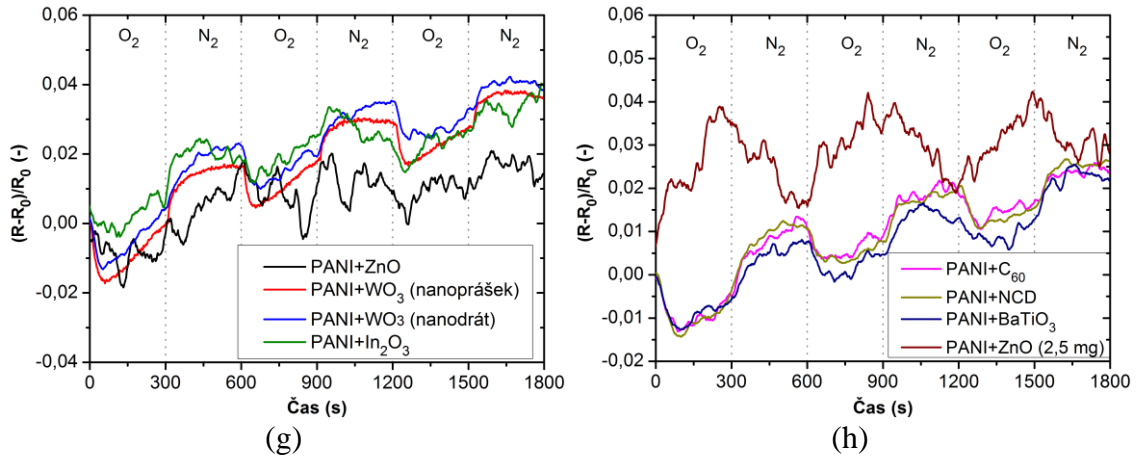 0,06
0,04
0,02
0,00
-0,02
-0,04
(R-R₀)/R₀ (-)
O₂ N₂ O₂ N₂ O₂ N₂
PANI+ZnO
PANI+WO₃ (nanoprášek)
PANI+WO₃ (nanodrát)
PANI+In₂O₃
0 300 600 900 1200 1500 1800
Čas (s)
(g)
0,06
0,05
0,04
0,03
0,02
0,01
0,00
-0,01
-0,02
(R-R₀)/R₀ (-)
O₂ N₂ O₂ N₂ O₂ N₂
PANI+C₆₀
PANI+NCD
PANI+BaTiO₃
PANI+ZnO (2,5 mg)
0 300 600 900 1200 1500 1800
Čas (s)
(h)